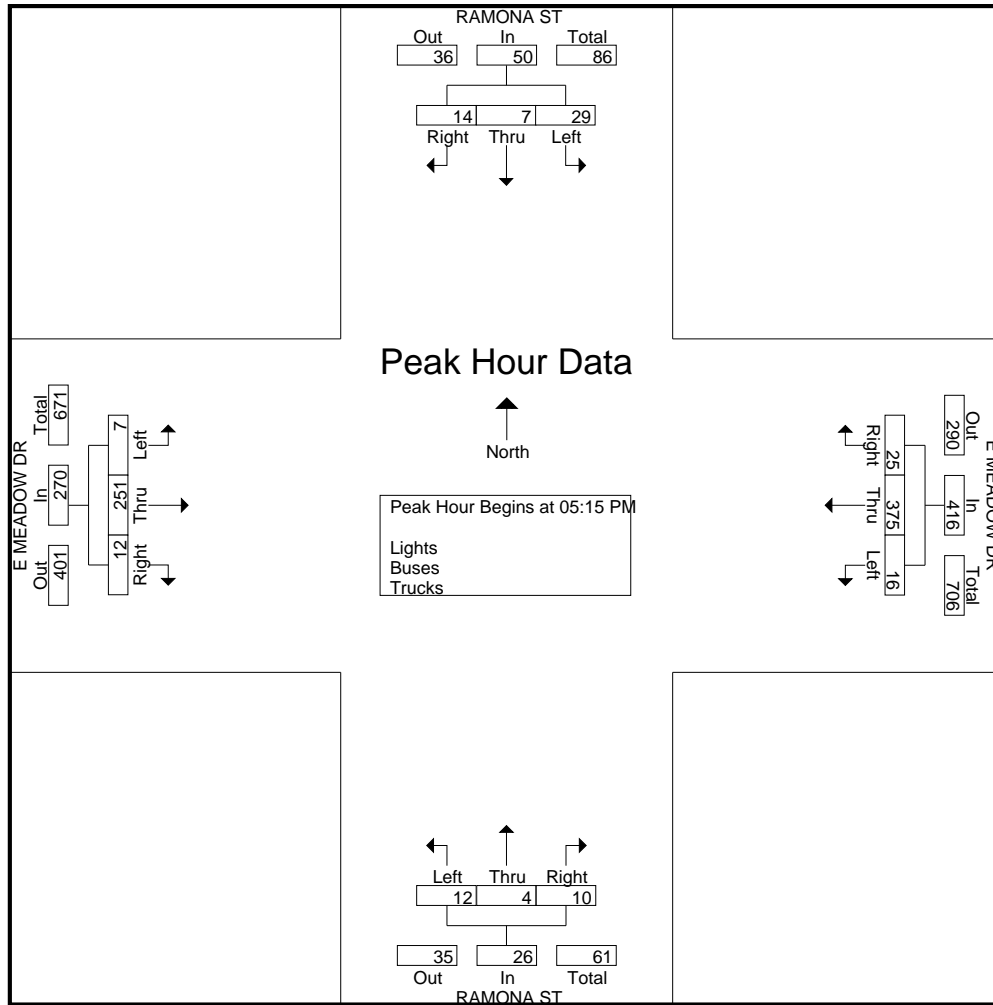 RAMONA ST
Out In Total
36 50 86
14 7 29
Right Thru Left
Peak Hour Data
North
Peak Hour Begins at 05:15 PM
Lights
Buses
Trucks
E MEADOW DR
Out In Total
401 270 671
Right Thru Left
12 251 7
E MEADOW DR
Out In Total
290 416 706
Right Thru Left
25 375 16
Left Thru Right
12 4 10
35 26 61
Out In Total
RAMONA ST